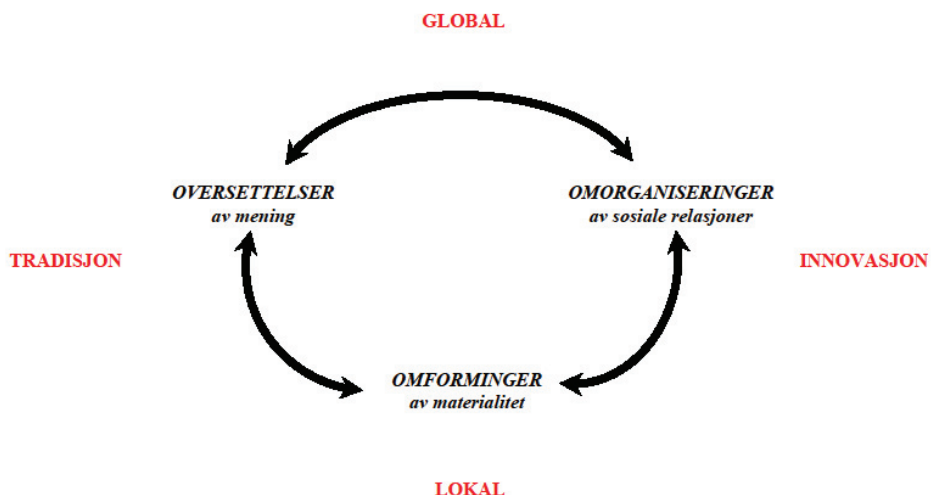 GLOBAL
OVERSETTELSER
av mening
OMORGANISERINGER
av sosiale relasjoner
TRADISJON
INNOVASJON
OMFORMINGER
av materialitet
LOKAL